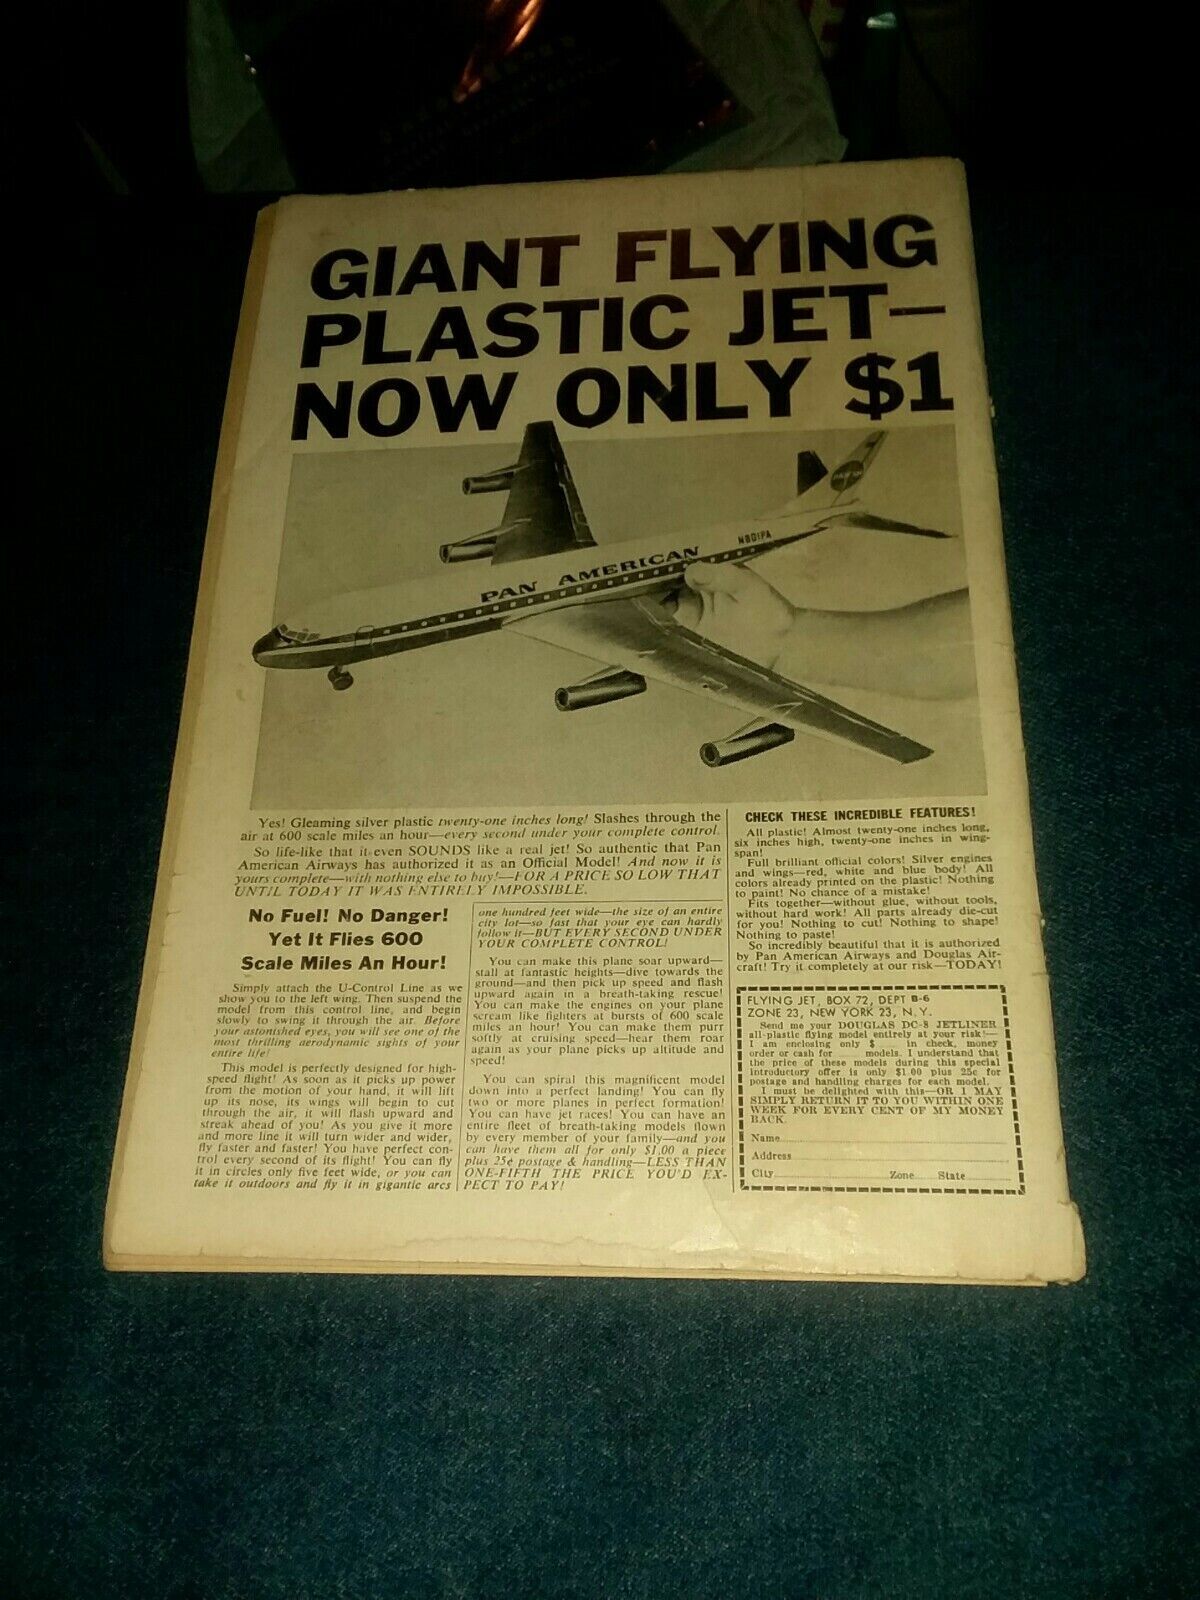 GIANT FLYING
PLASTIC JET—
NOW ONLY $1
PAN AMERICAN
N801PA
PAN AM
Yes! Gleaming silver plastic twenty-one inches long! Slashes through the
air at 600 scale miles an hour—every second under your complete control.
So life-like that it even SOUNDS like a real jet! So authentic that Pan
American Airways has authorized it as an Official Model! And now it is
yours complete—with nothing else to buy!—FOR A PRICE SO LOW THAT
UNTIL TODAY IT WAS ENTIRELY IMPOSSIBLE.
No Fuel! No Danger!
Yet It Flies 600
Scale Miles An Hour!
Simply attach the U-Control Line as we
show you to the left wing. Then suspend the
model from this control line, and begin
slowly to swing it through the air. Before
your astonished eyes, you will see one of the
most thrilling aerodynamic sights of your
entire life!
This model is perfectly designed for high-
speed flight! As soon as it picks up power
from the motion of your hand, it will lift
up its nose, its wings will begin to cut
through the air, it will flash upward and
streak ahead of you! As you give it more
and more line it will turn wider and wider,
fly faster and faster! You have perfect con-
trol every second of its flight! You can fly
it in circles only five feet wide, or you can
take it outdoors and fly it in gigantic arcs
one hundred feet wide—the size of an entire
city lot—so fast that your eye can hardly
follow it—BUT EVERY SECOND UNDER
YOUR COMPLETE CONTROL!
You can make this plane soar upward—
stall at fantastic heights—dive towards the
ground—and then pick up speed and flash
upward again in a breath-taking rescue!
You can make the engines on your plane
scream like fighters at bursts of 600 scale
miles an hour! You can make them purr
softly at cruising speed—hear them roar
again as your plane picks up altitude and
speed!
You can spiral this magnificent model
down into a perfect landing! You can fly
two or more planes in perfect formation!
You can have jet races! You can have an
entire fleet of breath-taking models flown
by every member of your family—and you
can have them all for only $1.00 a piece
plus 25¢ postage & handling—LESS THAN
ONE-FIFTH THE PRICE YOU'D EX-
PECT TO PAY!
CHECK THESE INCREDIBLE FEATURES!
All plastic! Almost twenty-one inches long,
six inches high, twenty-one inches in wing-
span!
Full brilliant official colors! Silver engines
and wings—red, white and blue body! All
colors already printed on the plastic! Nothing
to paint! No chance of a mistake!
Fits together—without glue, without tools,
without hard work! All parts already die-cut
for you! Nothing to cut! Nothing to shape!
Nothing to paste!
So incredibly beautiful that it is authorized
by Pan American Airways and Douglas Air-
craft! Try it completely at our risk—TODAY!
FLYING JET, BOX 72, DEPT B-6
ZONE 23, NEW YORK 23, N. Y.
Send me your DOUGLAS DC-8 JETLINER
all-plastic flying model entirely at your risk!—
I am enclosing only $ in check, money
order or cash for models. I understand that
the price of these models during this special
introductory offer is only $1.00 plus 25c for
postage and handling charges for each model.
I must be delighted with this—OR I MAY
SIMPLY RETURN IT TO YOU WITHIN ONE
WEEK FOR EVERY CENT OF MY MONEY
BACK.
Name
Address
City Zone State